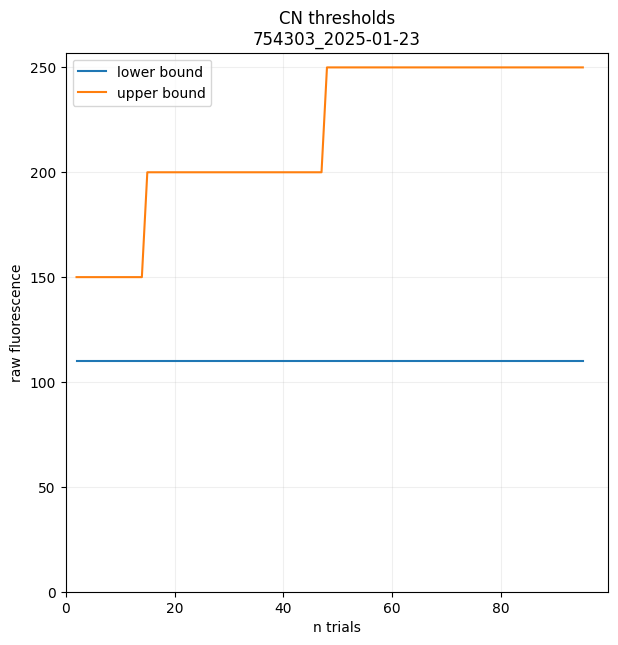 CN thresholds
754303_2025-01-23
lower bound
upper bound
250
200
150
100
50
0
raw fluorescence
0 20 40 60 80
n trials